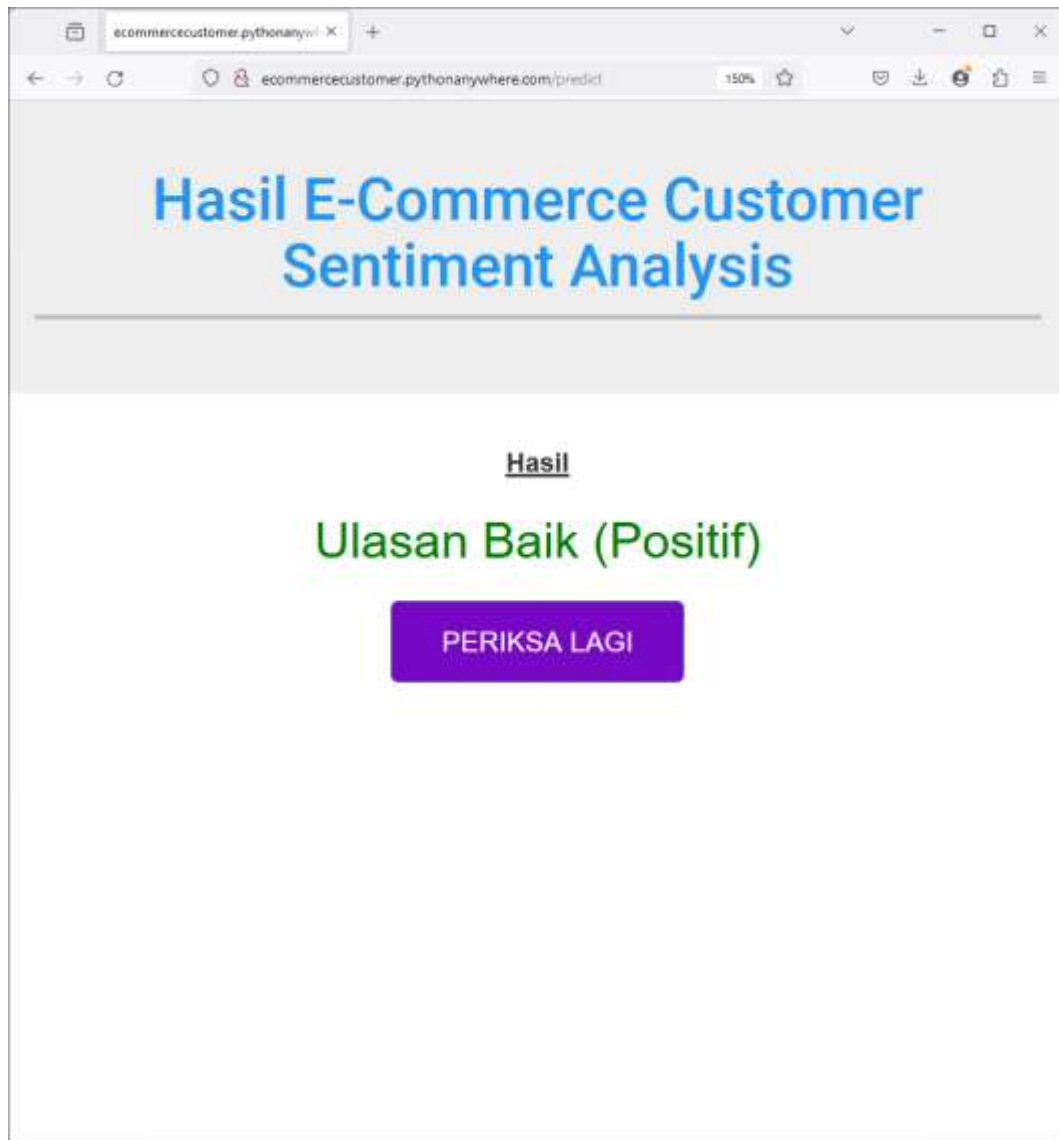 ecommercecustomer.pythonanyw
ecommercecustomer.pythonanywhere.com/predict
150%
Hasil E-Commerce Customer
Sentiment Analysis
Hasil
Ulasan Baik (Positif)
PERIKSA LAGI